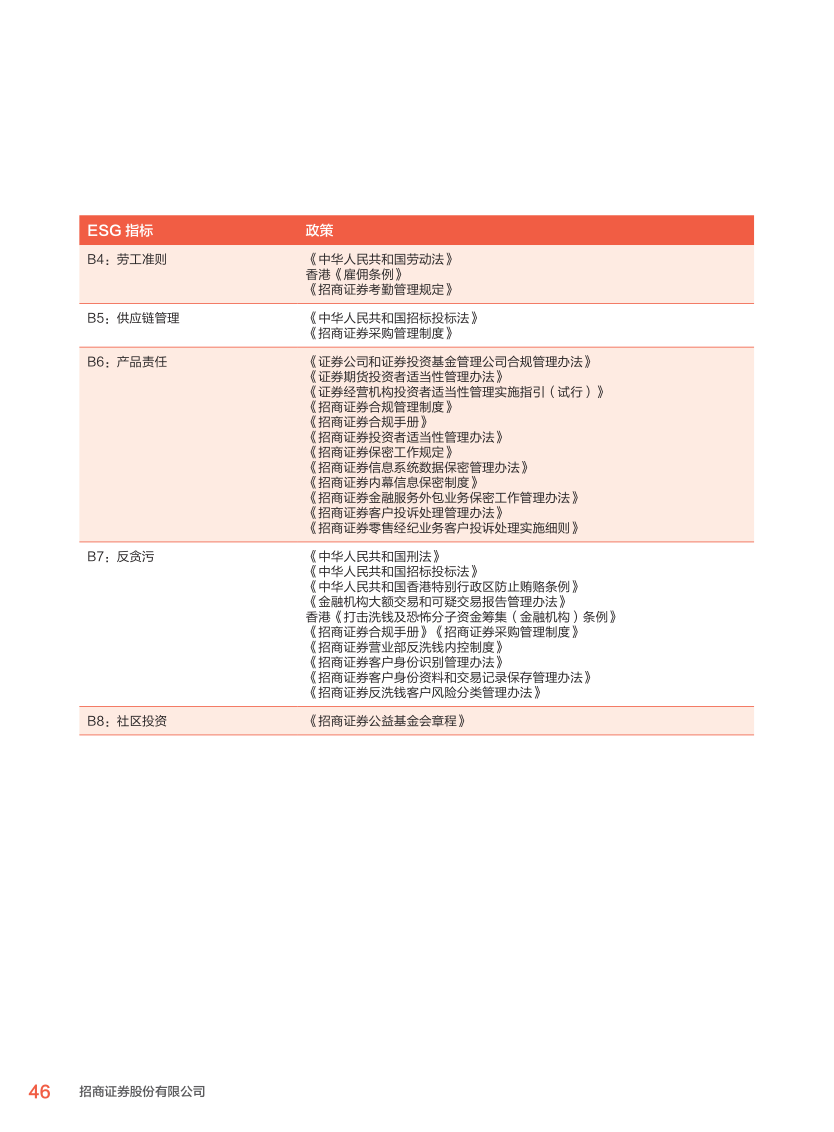 ESG 指标 政策
B4：劳工准则 《中华人民共和国劳动法》
香港《雇佣条例》
《招商证券考勤管理规定》
B5：供应链管理 《中华人民共和国招标投标法》
《招商证券采购管理制度》
B6：产品责任 《证券公司和证券投资基金管理公司合规管理办法》
《证券期货投资者适当性管理办法》
《证券经营机构投资者适当性管理实施指引（试行）》
《招商证券合规管理制度》
《招商证券合规手册》
《招商证券投资者适当性管理办法》
《招商证券保密工作规定》
《招商证券信息系统数据保密管理办法》
《招商证券内幕信息保密制度》
《招商证券金融服务外包业务保密工作管理办法》
《招商证券客户投诉处理管理办法》
《招商证券零售经纪业务客户投诉处理实施细则》
B7：反贪污 《中华人民共和国刑法》
《中华人民共和国招标投标法》
《中华人民共和国香港特别行政区防止贿赂条例》
《金融机构大额交易和可疑交易报告管理办法》
香港《打击洗钱及恐怖分子资金筹集（金融机构）条例》
《招商证券合规手册》《招商证券采购管理制度》
《招商证券营业部反洗钱内控制度》
《招商证券客户身份识别管理办法》
《招商证券客户身份资料和交易记录保存管理办法》
《招商证券反洗钱客户风险分类管理办法》
B8：社区投资 《招商证券公益基金会章程》
46 招商证券股份有限公司